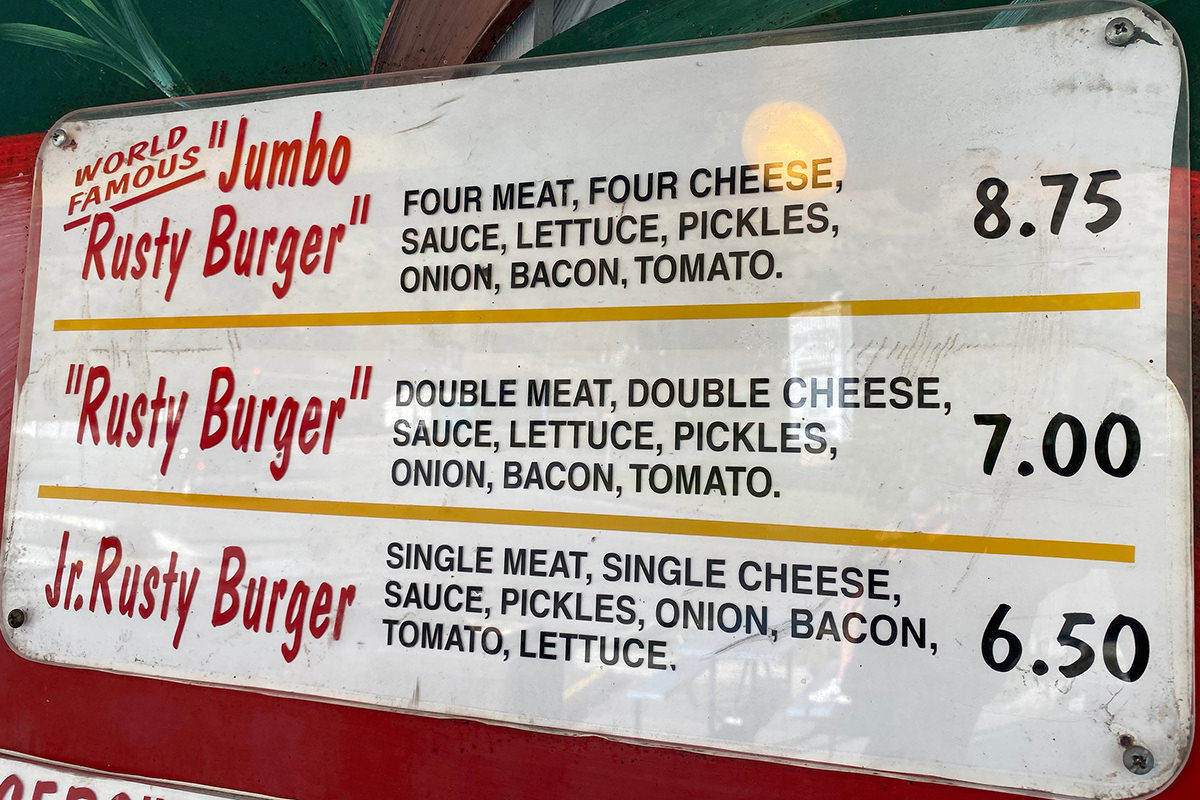 WORLD
FAMOUS
"Jumbo
Rusty Burger"
FOUR MEAT, FOUR CHEESE,
SAUCE, LETTUCE, PICKLES,
ONION, BACON, TOMATO.
8.75
"Rusty Burger"
DOUBLE MEAT, DOUBLE CHEESE,
SAUCE, LETTUCE, PICKLES,
ONION, BACON, TOMATO.
7.00
Jr. Rusty Burger
SINGLE MEAT, SINGLE CHEESE,
SAUCE, PICKLES, ONION, BACON,
TOMATO, LETTUCE.
6.50